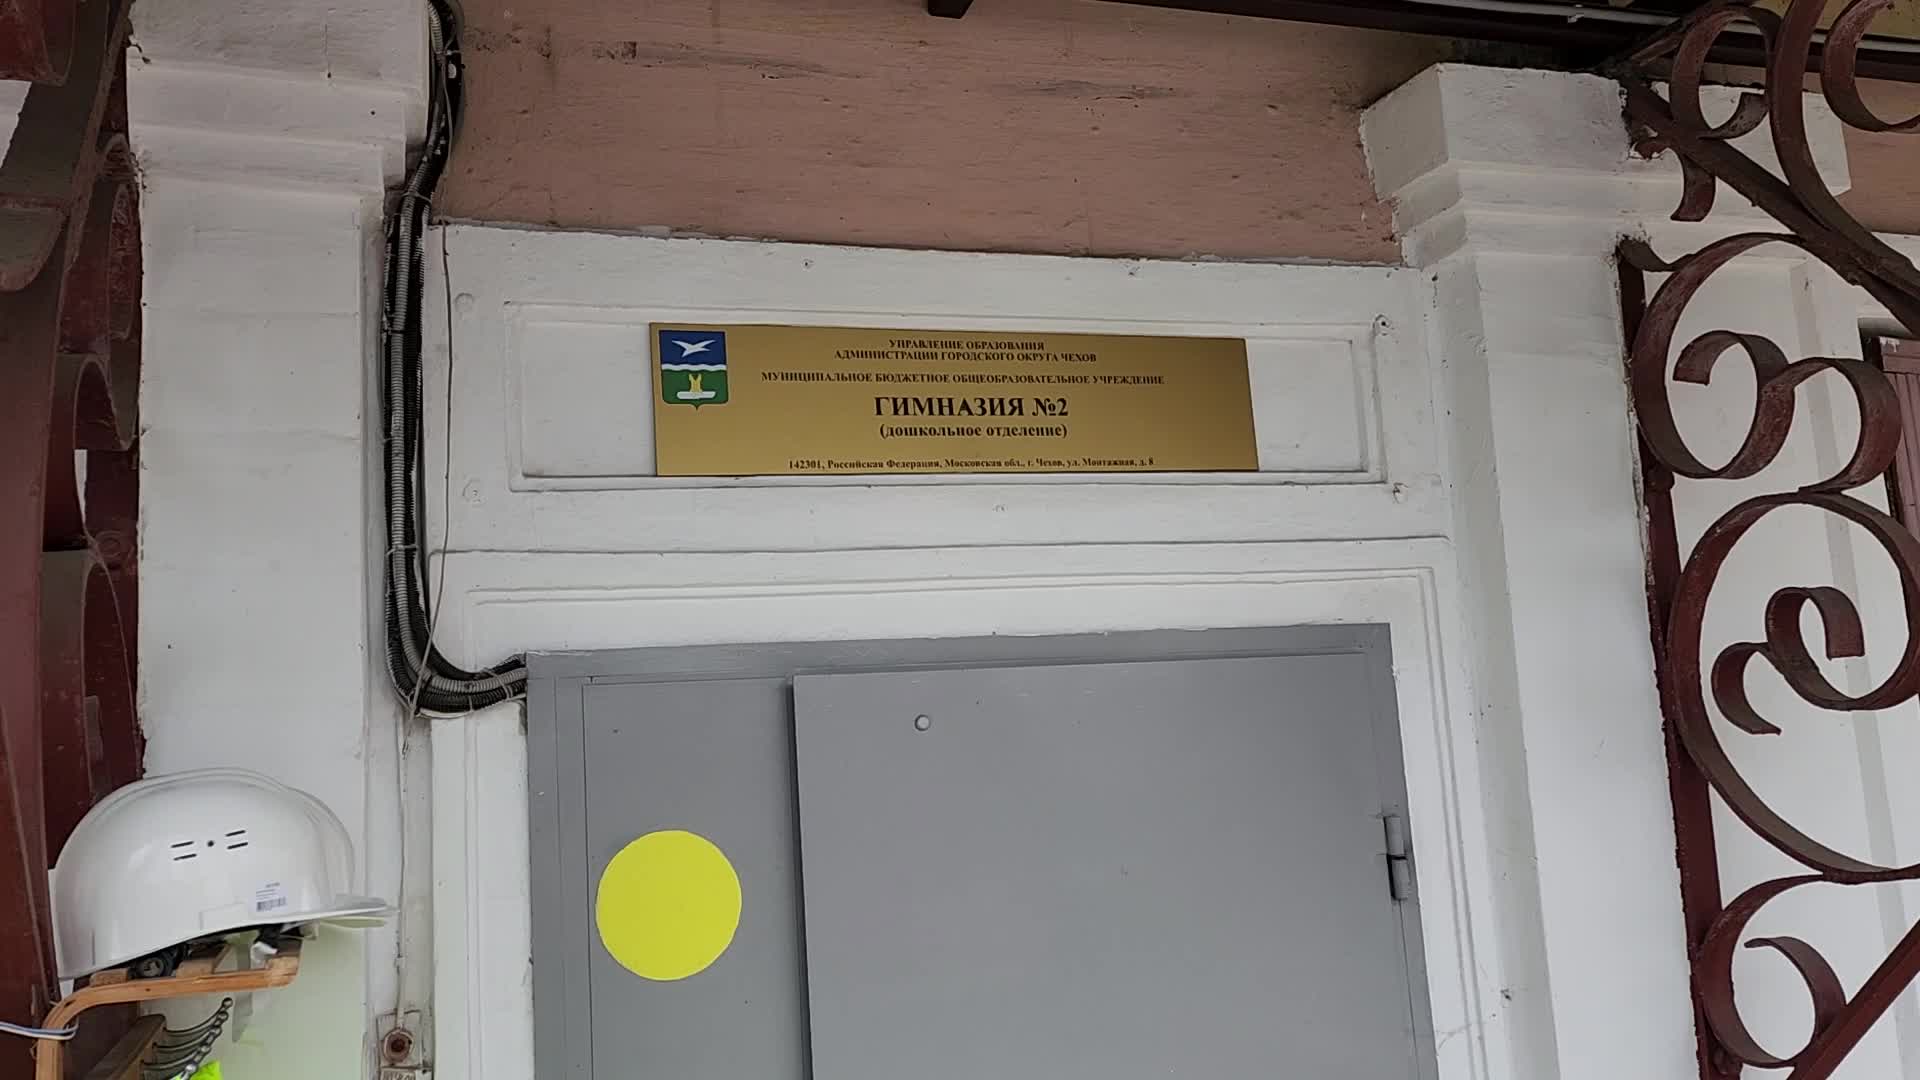 УПРАВЛЕНИЕ ОБРАЗОВАНИЯ
АДМИНИСТРАЦИИ ГОРОДСКОГО ОКРУГА ЧЕХОВ
МУНИЦИПАЛЬНОЕ БЮДЖЕТНОЕ ОБЩЕОБРАЗОВАТЕЛЬНОЕ УЧРЕЖДЕНИЕ
ГИМНАЗИЯ №2
(дошкольное отделение)
142301, Российская Федерация, Московская обл., г. Чехов, ул. Монтажная, д. 8